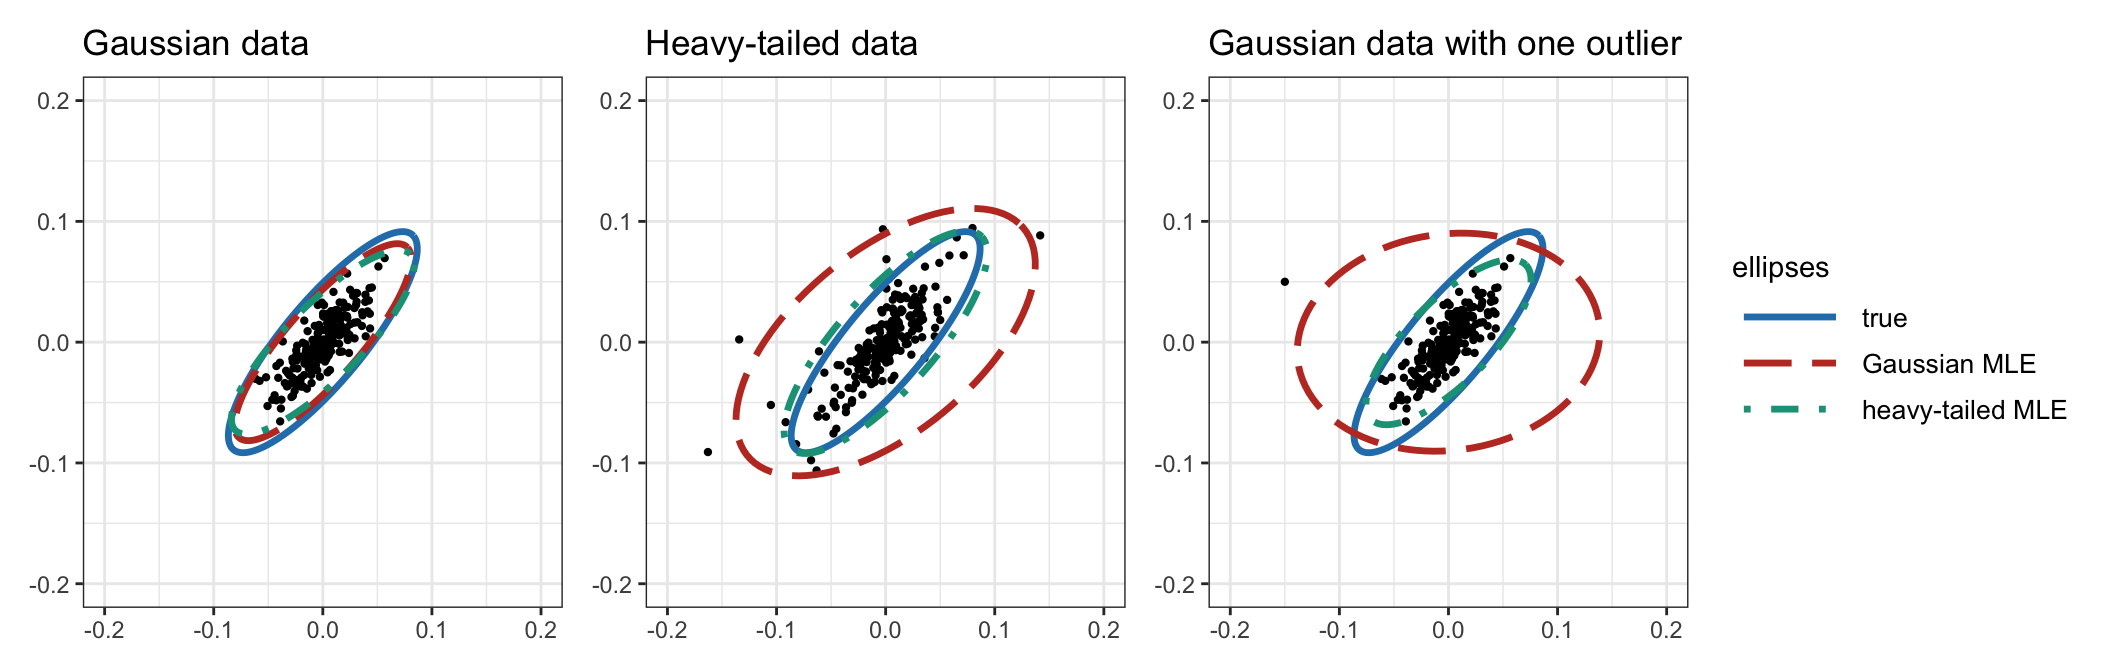 Gaussian data
Heavy-tailed data
Gaussian data with one outlier
0.2
0.1
0.0
-0.1
-0.2
-0.2 -0.1 0.0 0.1 0.2
0.2
0.1
0.0
-0.1
-0.2
-0.2 -0.1 0.0 0.1 0.2
0.2
0.1
0.0
-0.1
-0.2
-0.2 -0.1 0.0 0.1 0.2
ellipses
true
Gaussian MLE
heavy-tailed MLE